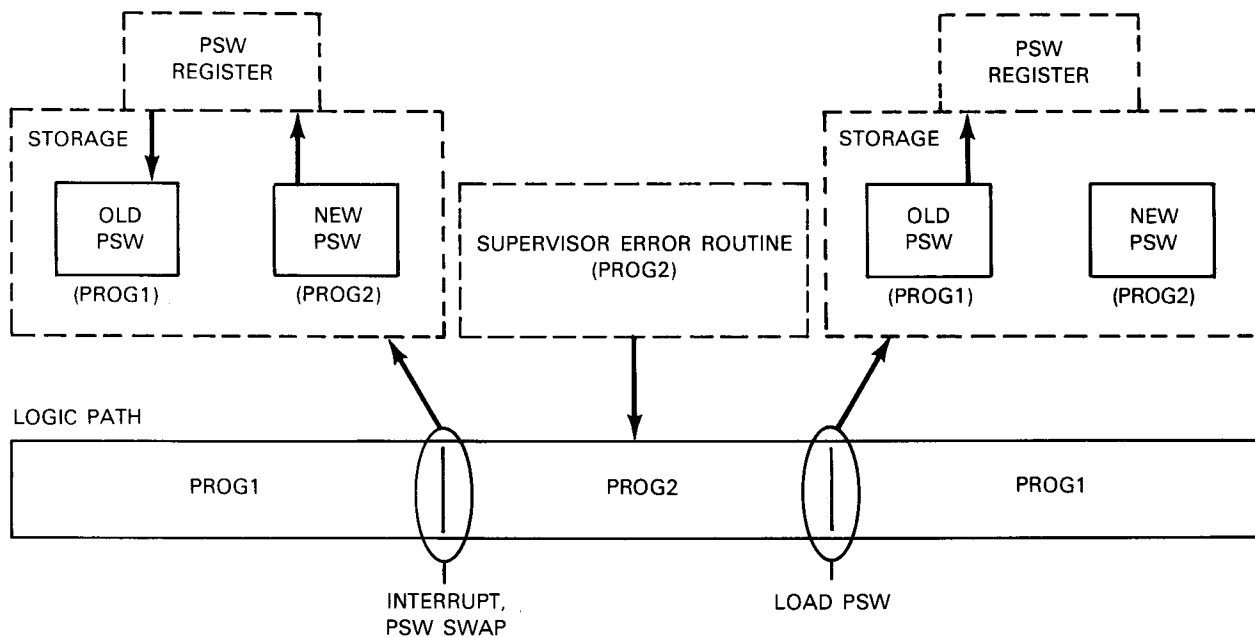 PSW
REGISTER
STORAGE
OLD
PSW
(PROG1)
NEW
PSW
(PROG2)
SUPERVISOR ERROR ROUTINE
(PROG2)
PSW
REGISTER
STORAGE
OLD
PSW
(PROG1)
NEW
PSW
(PROG2)
LOGIC PATH
PROG1
PROG2
PROG1
INTERRUPT,
PSW SWAP
LOAD PSW